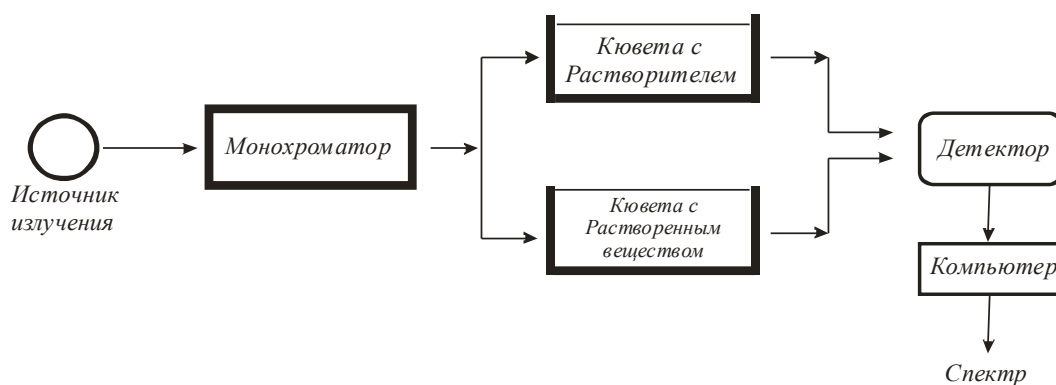 Источник
излучения
Монохроматор
Кювета с
Растворителем
Кювета с
Растворенным
веществом
Детектор
Компьютер
Спектр